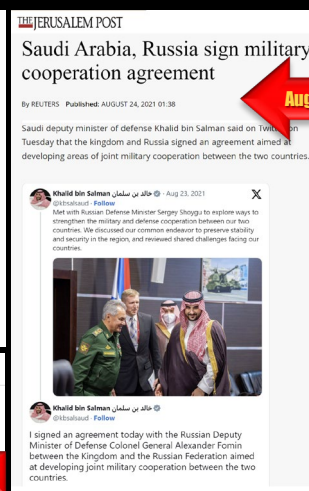 THE JERUSALEM POST
Saudi Arabia, Russia sign military
cooperation agreement
By REUTERS Published: AUGUST 24, 2021 01:38
Aug
Saudi deputy minister of defense Khalid bin Salman said on Twitter on
Tuesday that the kingdom and Russia signed an agreement aimed at
developing areas of joint military cooperation between the two countries.
Khalid bin Salman خالد بن سلمان · Aug 23, 2021
@kbsalsaud · Follow
Met with Russian Defense Minister Sergey Shoygu to explore ways to
strengthen the military and defense cooperation between our two
countries. We discussed our common endeavor to preserve stability
and security in the region, and reviewed shared challenges facing our
countries.
Khalid bin Salman خالد بن سلمان
@kbsalsaud · Follow
I signed an agreement today with the Russian Deputy
Minister of Defense Colonel General Alexander Fomin
between the Kingdom and the Russian Federation aimed
at developing joint military cooperation between the two
countries.